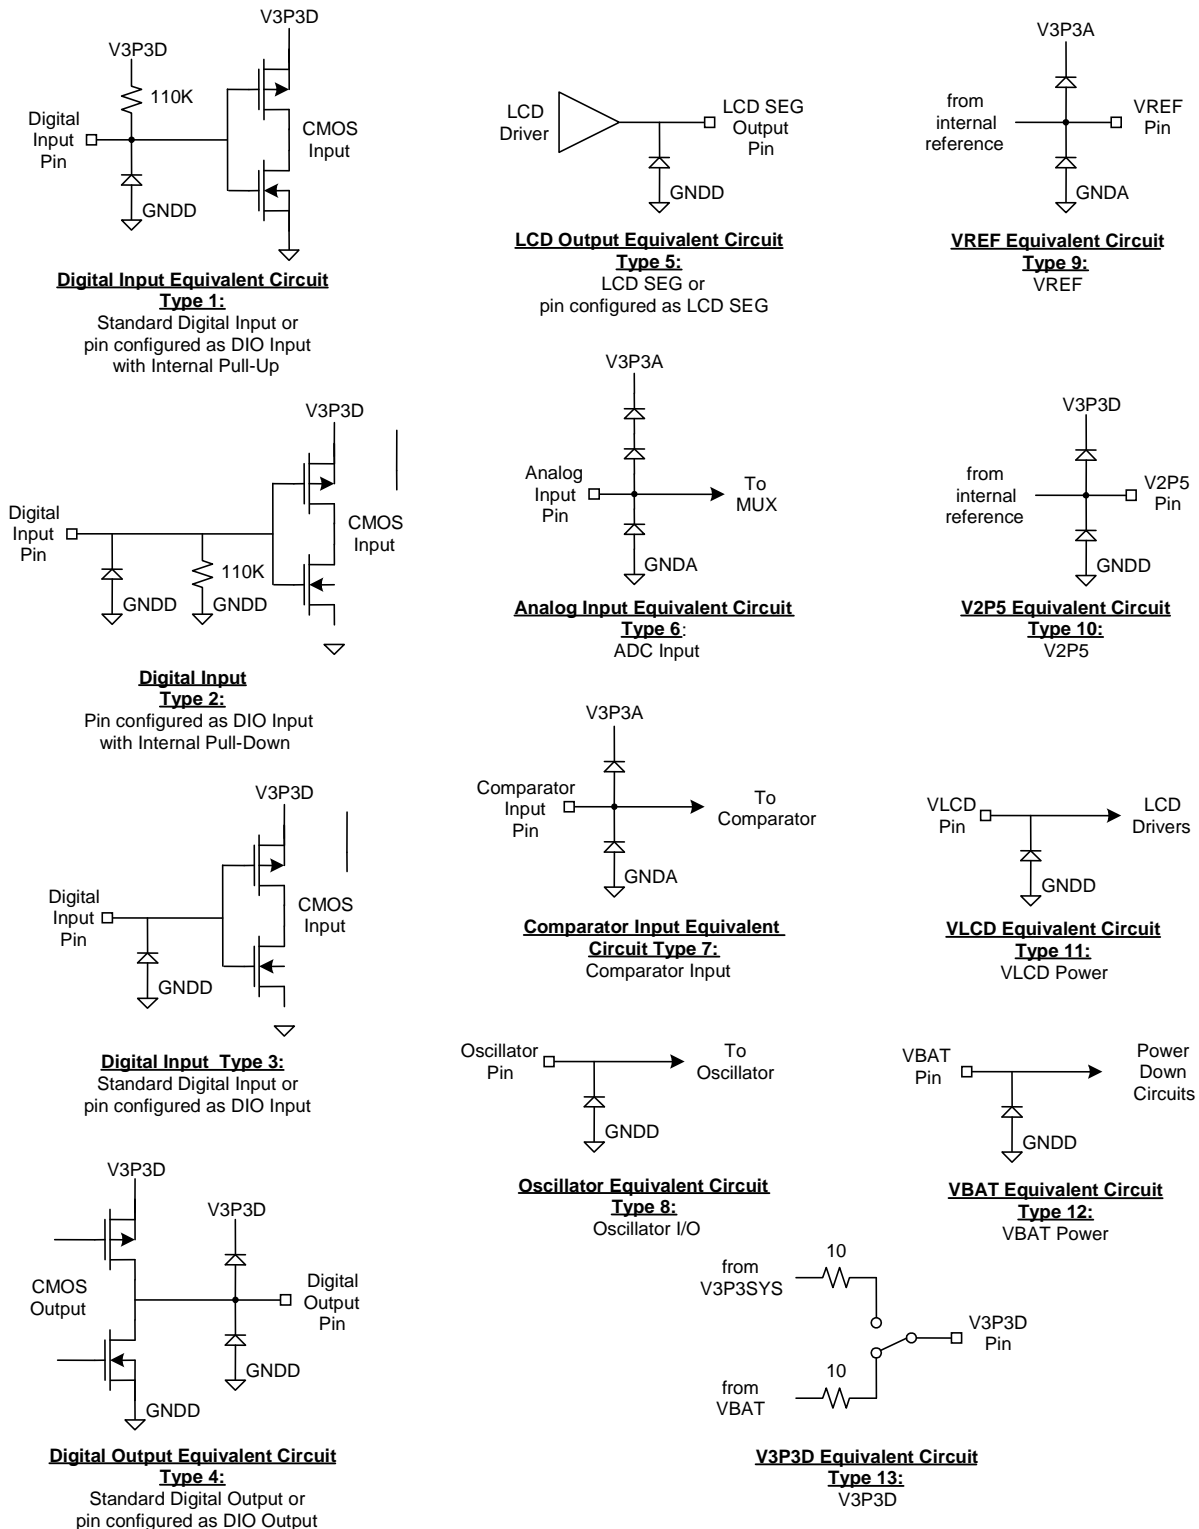 V3P3D
V3P3D
110K
Digital
Input
Pin
CMOS
Input
GNDD
Digital Input Equivalent Circuit
Type 1:
Standard Digital Input or
pin configured as DIO Input
with Internal Pull-Up
V3P3D
Digital
Input
Pin
CMOS
Input
110K
GNDD
GNDD
Digital Input
Type 2:
Pin configured as DIO Input
with Internal Pull-Down
V3P3D
Digital
Input
Pin
CMOS
Input
GNDD
Digital Input Type 3:
Standard Digital Input or
pin configured as DIO Input
V3P3D
V3P3D
CMOS
Output
Digital
Output
Pin
GNDD
GNDD
Digital Output Equivalent Circuit
Type 4:
Standard Digital Output or
pin configured as DIO Output
LCD
Driver
LCD SEG
Output
Pin
GNDD
LCD Output Equivalent Circuit
Type 5:
LCD SEG or
pin configured as LCD SEG
V3P3A
Analog
Input
Pin
To
MUX
GNDA
Analog Input Equivalent Circuit
Type 6:
ADC Input
V3P3A
Comparator
Input
Pin
To
Comparator
GNDA
Comparator Input Equivalent
Circuit Type 7:
Comparator Input
Oscillator
Pin
To
Oscillator
GNDD
Oscillator Equivalent Circuit
Type 8:
Oscillator I/O
V3P3A
from
internal
reference
VREF
Pin
GNDA
VREF Equivalent Circuit
Type 9:
VREF
V3P3D
from
internal
reference
V2P5
Pin
GNDD
V2P5 Equivalent Circuit
Type 10:
V2P5
VLCD
Pin
LCD
Drivers
GNDD
VLCD Equivalent Circuit
Type 11:
VLCD Power
VBAT
Pin
Power
Down
Circuits
GNDD
VBAT Equivalent Circuit
Type 12:
VBAT Power
10
from
V3P3SYS
V3P3D
Pin
10
from
VBAT
V3P3D Equivalent Circuit
Type 13:
V3P3D